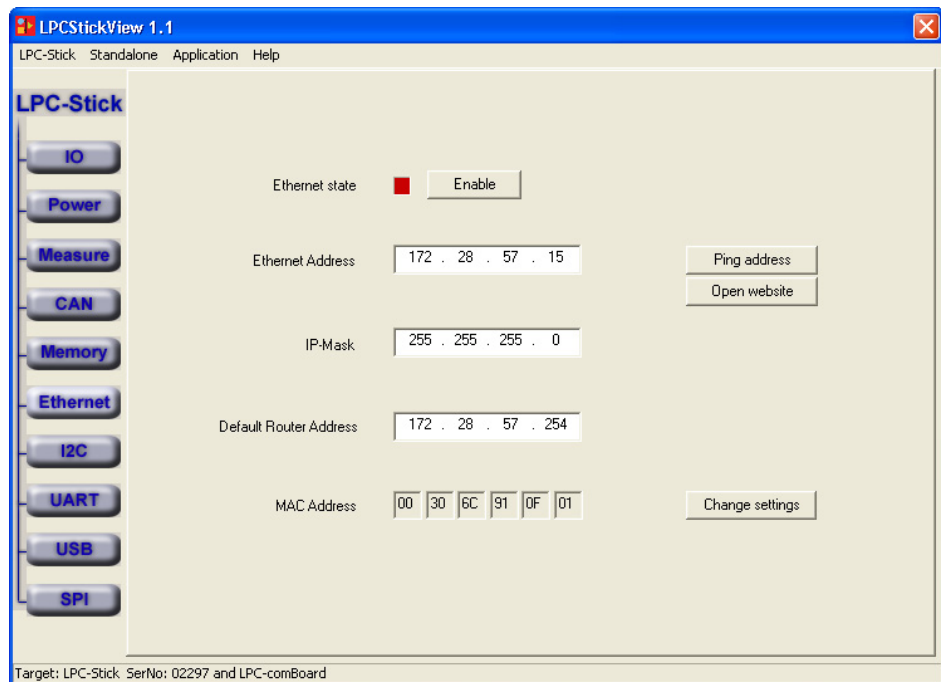 LPCStickView 1.1
LPC-Stick Standalone Application Help
LPC-Stick
IO
Power
Measure
CAN
Memory
Ethernet
I2C
UART
USB
SPI
Ethernet state Enable
Ethernet Address 172 . 28 . 57 . 15 Ping address
Open website
IP-Mask 255 . 255 . 255 . 0
Default Router Address 172 . 28 . 57 . 254
MAC Address 00 30 6C 91 0F 01 Change settings
Target: LPC-Stick SerNo: 02297 and LPC-comBoard